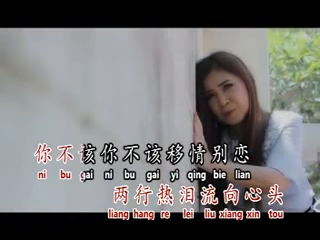 你不该你不该移情别恋
ni bu gai ni bu gai yi qing bie lian
两行热泪流向心头
liang hang re lei liu xiang xin tou